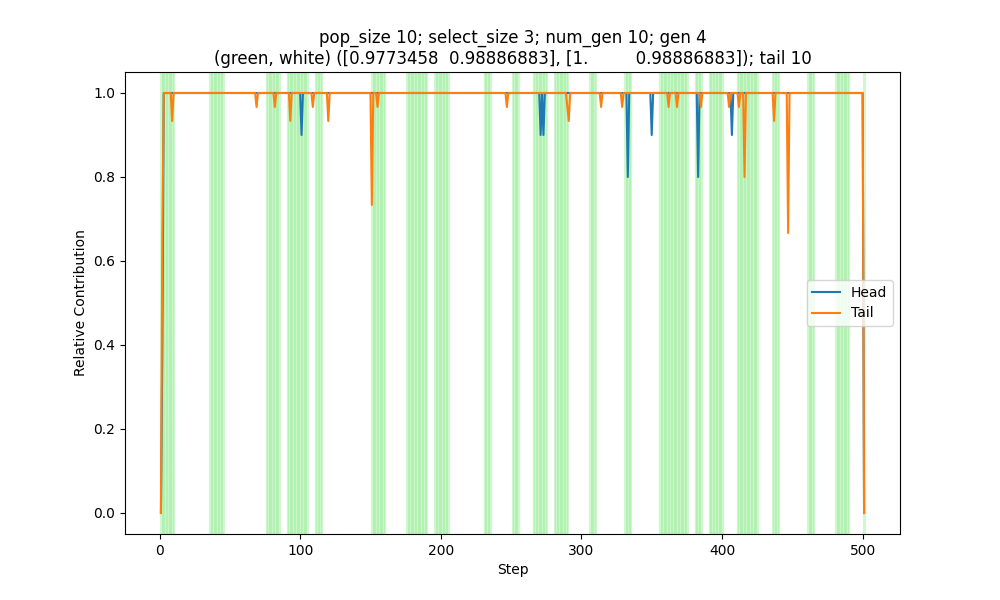 pop_size 10; select_size 3; num_gen 10; gen 4
(green, white) ([0.9773458  0.98886883], [1.         0.98886883]); tail 10
1.0
0.8
0.6
0.4
0.2
0.0
Relative Contribution
Head
Tail
0
100
200
300
400
500
Step